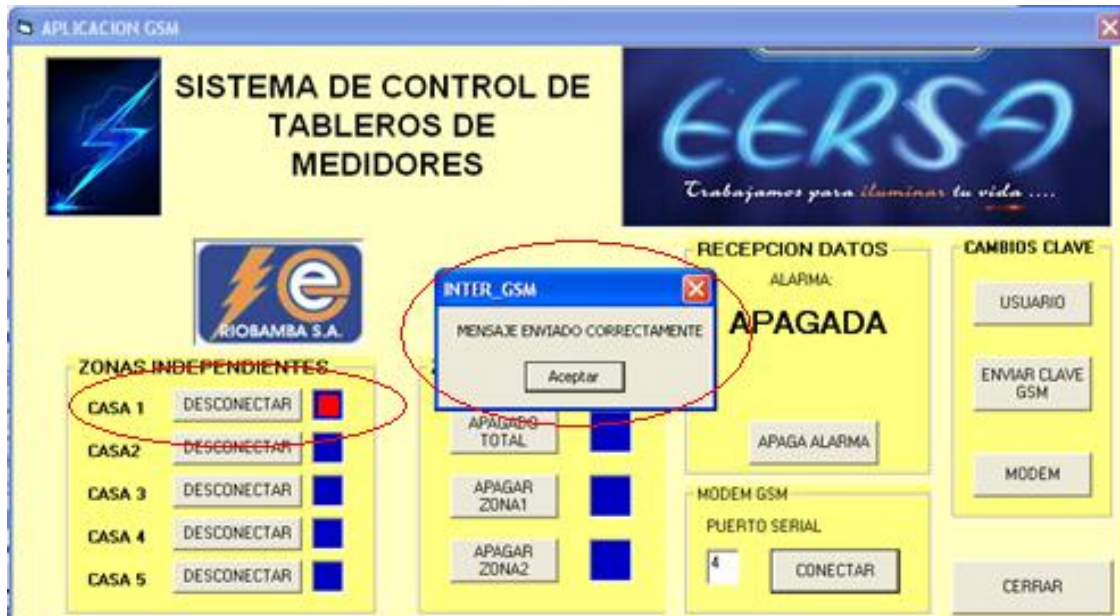 APLICACION GSM
SISTEMA DE CONTROL DE
TABLEROS DE
MEDIDORES
EERSA
Trabajamos para iluminar tu vida ....
e
RIOBAMBA S.A.
ZONAS INDEPENDIENTES
CASA 1 DESCONECTAR
CASA2 DESCONECTAR
CASA 3 DESCONECTAR
CASA 4 DESCONECTAR
CASA 5 DESCONECTAR
INTER_GSM
MENSAJE ENVIADO CORRECTAMENTE
Aceptar
APAGADO
TOTAL
APAGAR
ZONA1
APAGAR
ZONA2
RECEPCION DATOS
ALARMA:
APAGADA
APAGA ALARMA
MODEM GSM
PUERTO SERIAL
4 CONECTAR
CAMBIOS CLAVE
USUARIO
ENVIAR CLAVE
GSM
MODEM
CERRAR